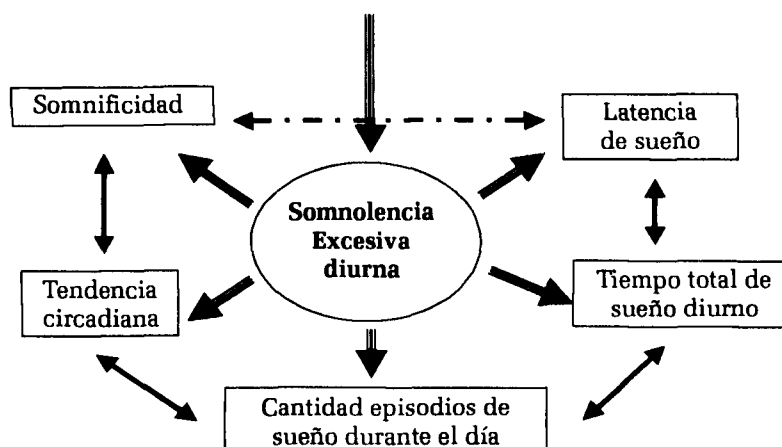 Somnificidad
Latencia
de sueño
Somnolencia
Excesiva
diurna
Tendencia
circadiana
Tiempo total de
sueño diurno
Cantidad episodios de
sueño durante el día